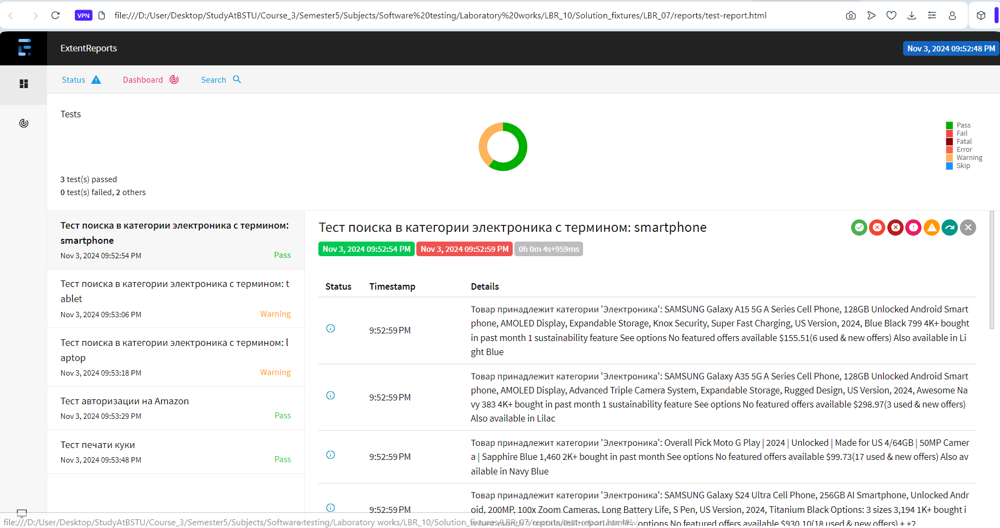 VPN
file:///D:/User/Desktop/StudyAtBSTU/Course_3/Semester5/Subjects/Software%20testing/Laboratory%20works/LBR_10/Solution_fixtures/LBR_07/reports/test-report.html
ExtentReports
Nov 3, 2024 09:52:48 PM
Status
Dashboard
Search
Tests
Pass
Fail
Fatal
Error
Warning
Skip
3 test(s) passed
0 test(s) failed, 2 others
Тест поиска в категории электроника с термином:
smartphone
Nov 3, 2024 09:52:54 PM
Pass
Тест поиска в категории электроника с термином: t
ablet
Nov 3, 2024 09:53:06 PM
Warning
Тест поиска в категории электроника с термином: l
aptop
Nov 3, 2024 09:53:18 PM
Warning
Тест авторизации на Amazon
Nov 3, 2024 09:53:29 PM
Pass
Тест печати куки
Nov 3, 2024 09:53:48 PM
Pass
Тест поиска в категории электроника с термином: smartphone
Nov 3, 2024 09:52:54 PM
Nov 3, 2024 09:52:59 PM
0h 0m 4s+959ms
Status Timestamp Details
9:52:59 PM
Товар принадлежит категории 'Электроника': SAMSUNG Galaxy A15 5G A Series Cell Phone, 128GB Unlocked Android Smart
phone, AMOLED Display, Expandable Storage, Knox Security, Super Fast Charging, US Version, 2024, Blue Black 799 4K+ bought
in past month 1 sustainability feature See options No featured offers available $155.51(6 used & new offers) Also available in Li
ght Blue
9:52:59 PM
Товар принадлежит категории 'Электроника': SAMSUNG Galaxy A35 5G A Series Cell Phone, 128GB Unlocked Android Smart
phone, AMOLED Display, Advanced Triple Camera System, Expandable Storage, Rugged Design, US Version, 2024, Awesome Na
vy 383 4K+ bought in past month 1 sustainability feature See options No featured offers available $298.97(3 used & new offers)
Also available in Lilac
9:52:59 PM
Товар принадлежит категории 'Электроника': Overall Pick Moto G Play | 2024 | Unlocked | Made for US 4/64GB | 50MP Camer
a | Sapphire Blue 1,460 2K+ bought in past month See options No featured offers available $99.73(17 used & new offers) Also av
ailable in Navy Blue
9:52:59 PM
Товар принадлежит категории 'Электроника': SAMSUNG Galaxy S24 Ultra Cell Phone, 256GB AI Smartphone, Unlocked Andr
oid, 200MP, 100x Zoom Cameras, Long Battery Life, S Pen, US Version, 2024, Titanium Black Options: 3 sizes 3,194 1K+ bought i
options No featured offers available $930.10(18 used & new offers) + +2
file:///D:/User/Desktop/StudyAtBSTU/Course_3/Semester5/Subjects/Software testing/Laboratory works/LBR_10/Solution_fixtures/LBR_07/reports/test-report.html#!